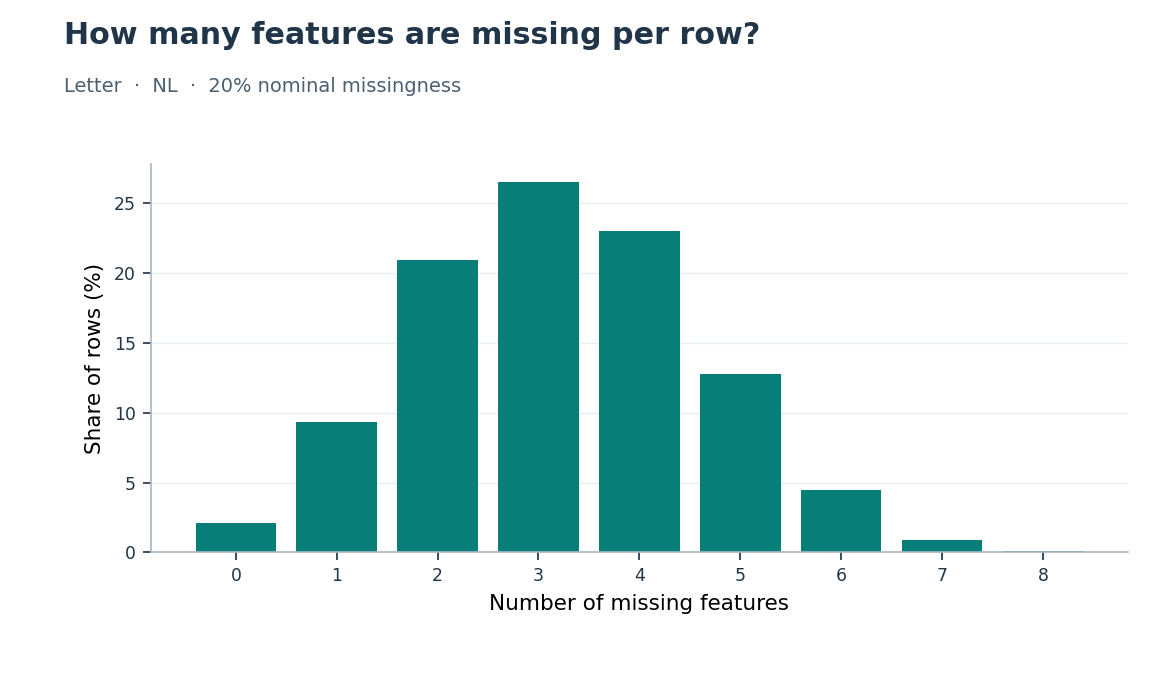 How many features are missing per row?
Letter · NL · 20% nominal missingness
Share of rows (%)
25
20
15
10
5
0
0 1 2 3 4 5 6 7 8
Number of missing features